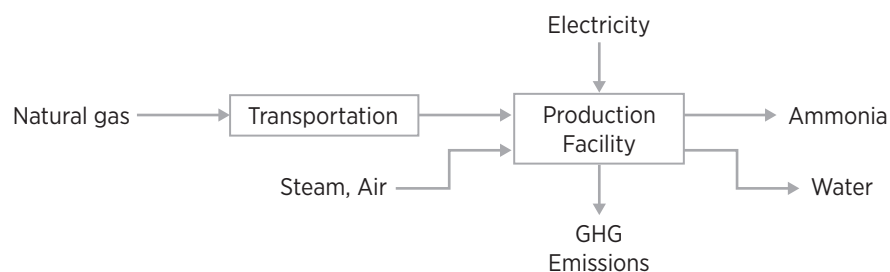 Electricity
Natural gas
Transportation
Production
Facility
Ammonia
Steam, Air
Water
GHG
Emissions